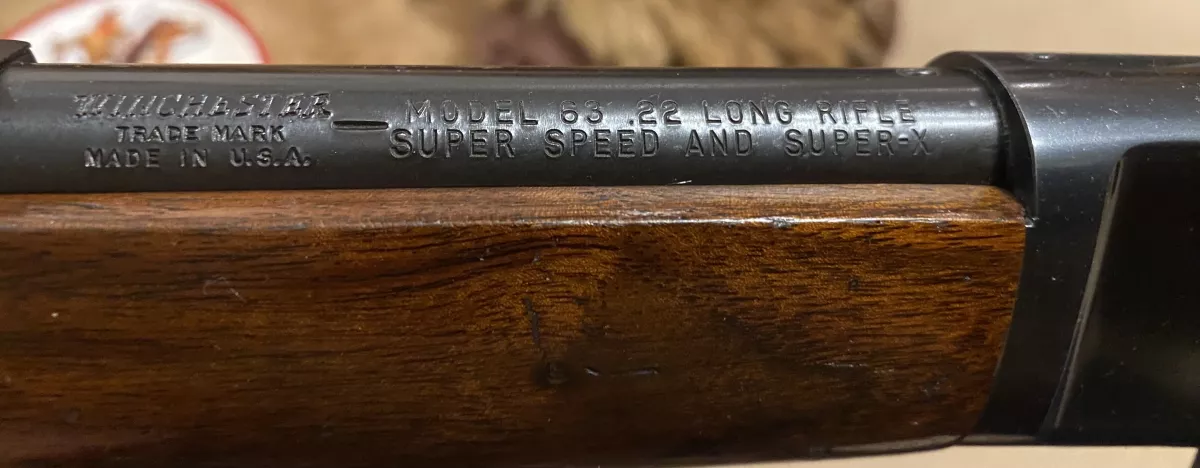 WINCHESTER
TRADE MARK
MADE IN U.S.A.
— MODEL 63 .22 LONG RIFLE
SUPER SPEED AND SUPER-X